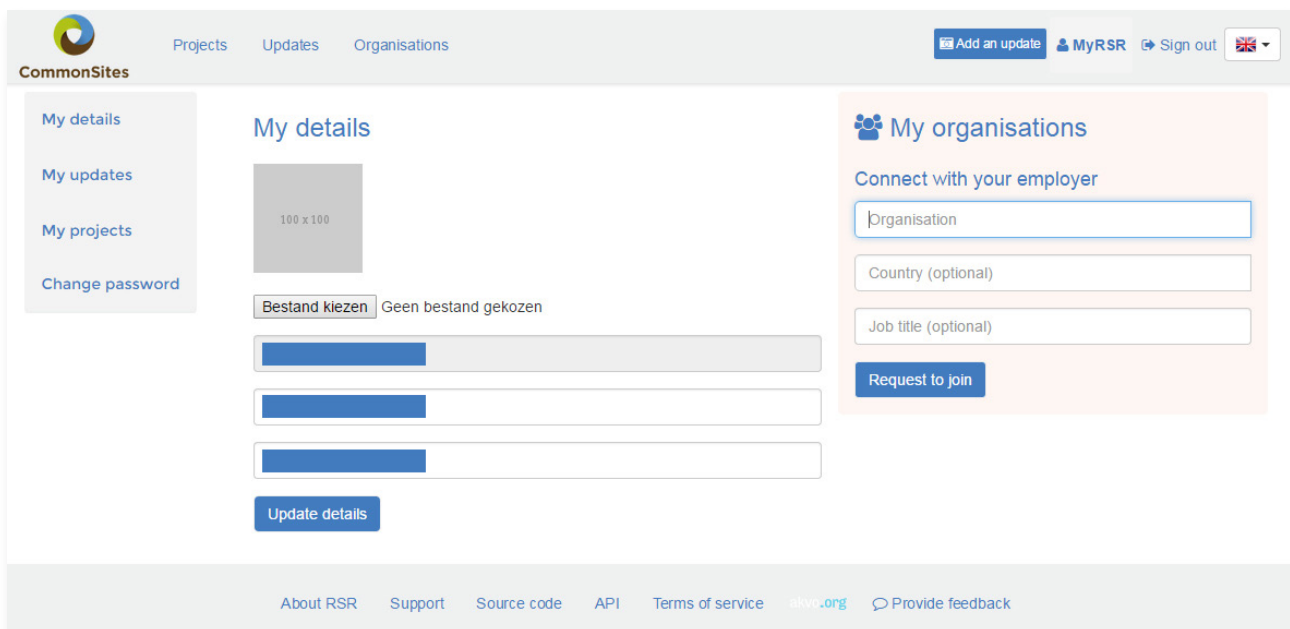 CommonSites
Projects Updates Organisations
Add an update MyRSR Sign out
My details
My updates
My projects
Change password
My details
100 x 100
Bestand kiezen Geen bestand gekozen
Update details
My organisations
Connect with your employer
Organisation
Country (optional)
Job title (optional)
Request to join
About RSR Support Source code API Terms of service akvo.org Provide feedback